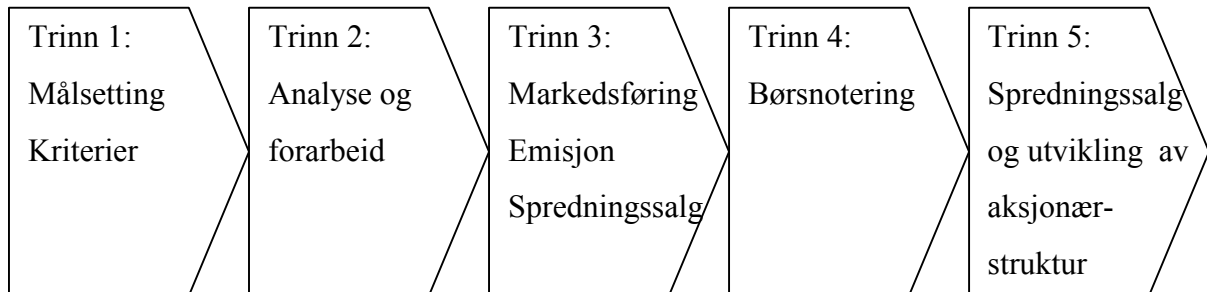 Trinn 1:
Målsetting
Kriterier
Trinn 2:
Analyse og
forarbeid
Trinn 3:
Markedsføring
Emisjon
Spredningssalg
Trinn 4:
Børsnotering
Trinn 5:
Spredningssalg
og utvikling av
aksjonær-
struktur